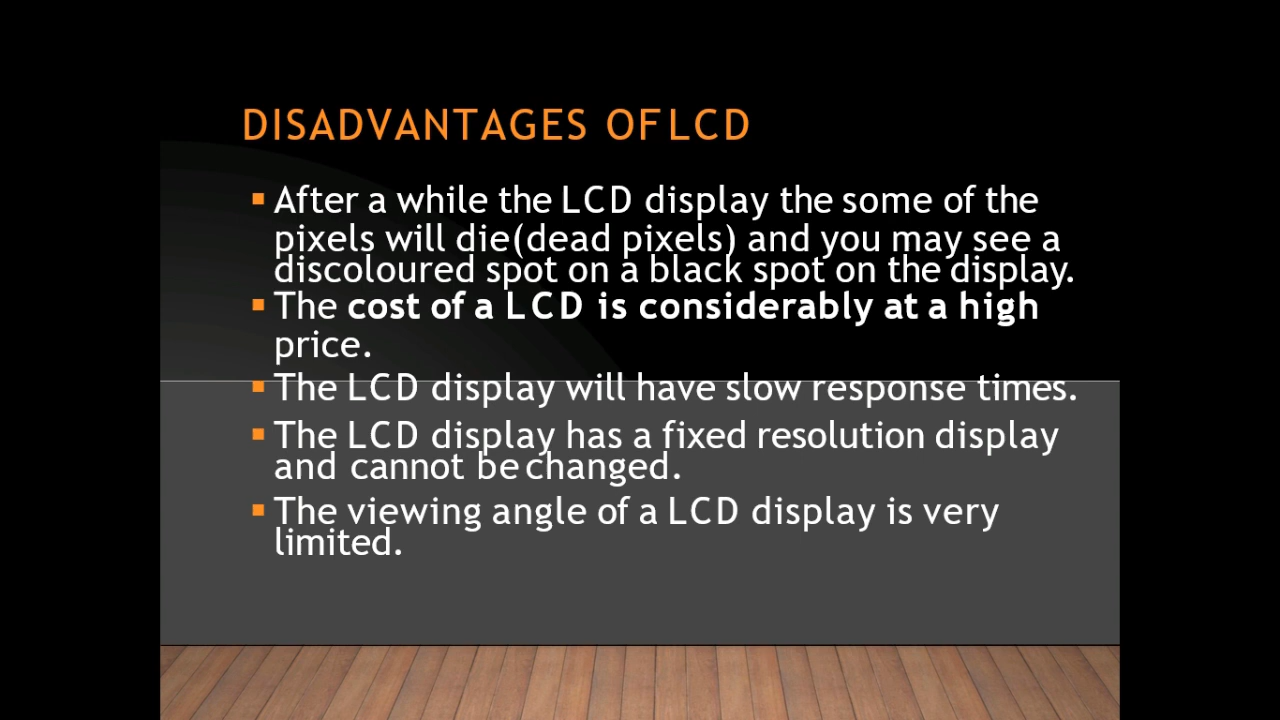 DISADVANTAGES OF LCD
After a while the LCD display the some of the
pixels will die(dead pixels) and you may see a
discoloured spot on a black spot on the display.
The cost of a LCD is considerably at a high
price.
The LCD display will have slow response times.
The LCD display has a fixed resolution display
and cannot be changed.
The viewing angle of a LCD display is very
limited.